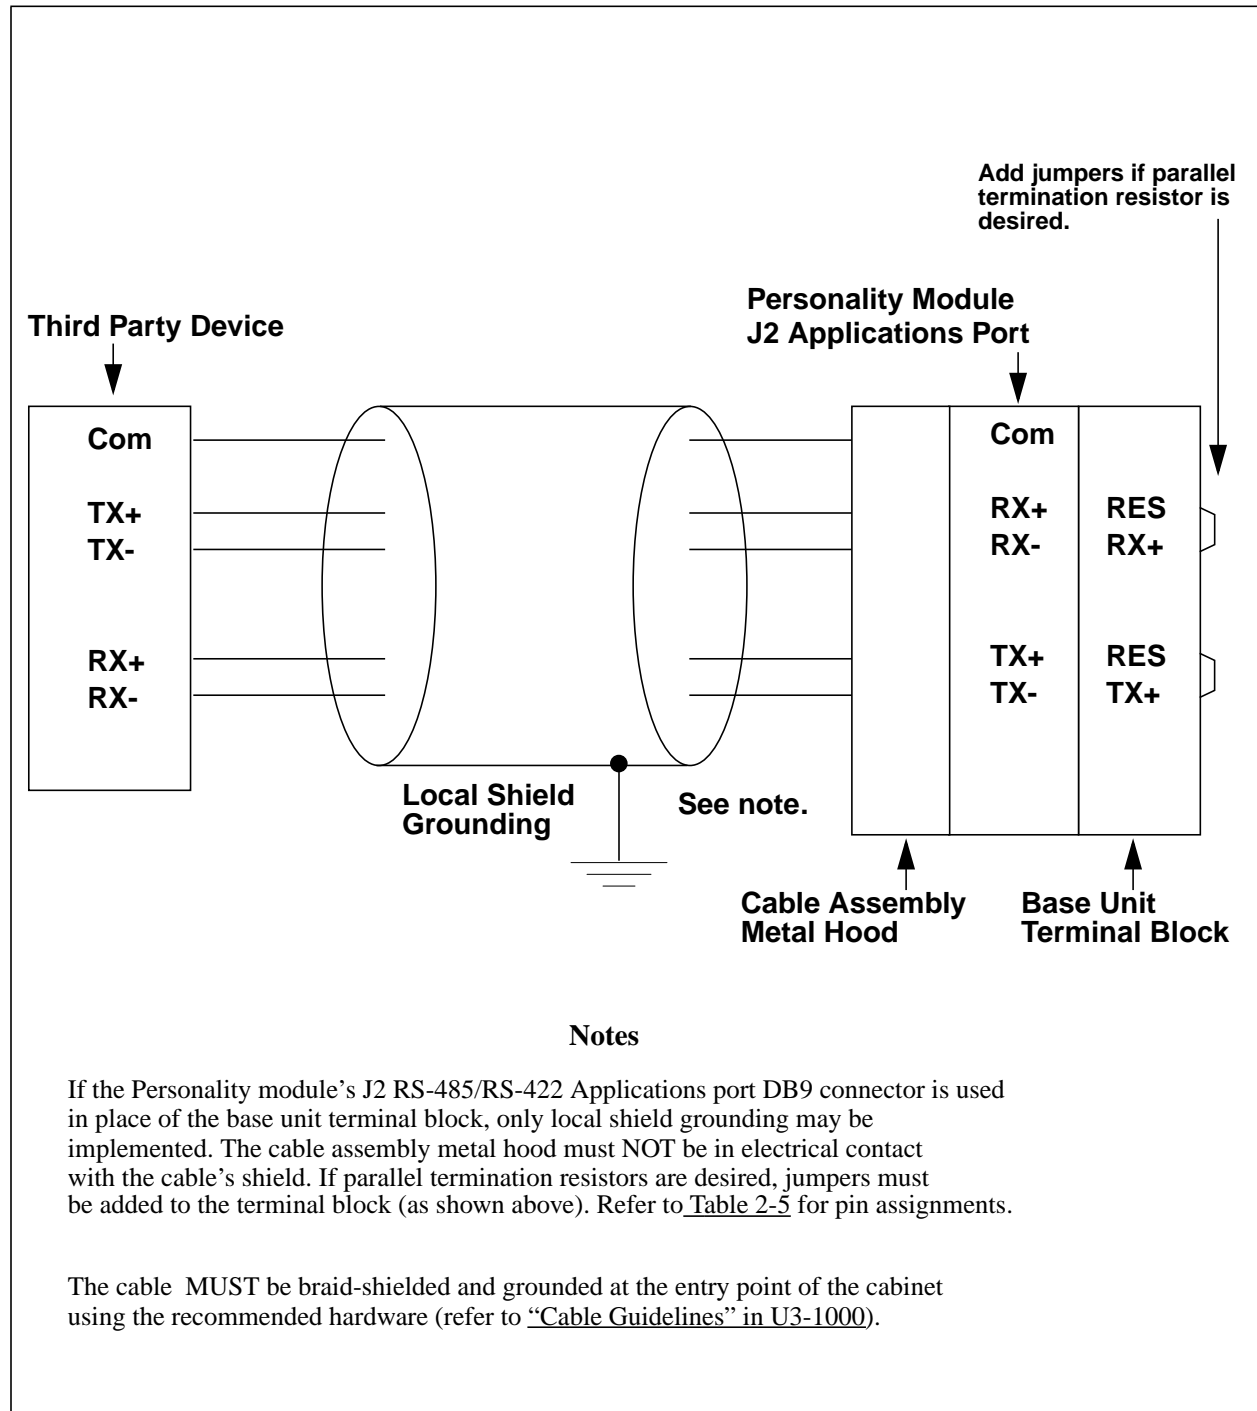 Add jumpers if parallel
termination resistor is
desired.
Personality Module
J2 Applications Port
Third Party Device
Com
TX+
TX-
RX+
RX-
Com
RX+
RX-
TX+
TX-
RES
RX+
RES
TX+
Local Shield
Grounding
See note.
Cable Assembly
Metal Hood
Base Unit
Terminal Block
Notes
If the Personality module's J2 RS-485/RS-422 Applications port DB9 connector is used
in place of the base unit terminal block, only local shield grounding may be
implemented. The cable assembly metal hood must NOT be in electrical contact
with the cable's shield. If parallel termination resistors are desired, jumpers must
be added to the terminal block (as shown above). Refer to Table 2-5 for pin assignments.
The cable MUST be braid-shielded and grounded at the entry point of the cabinet
using the recommended hardware (refer to “Cable Guidelines” in U3-1000).